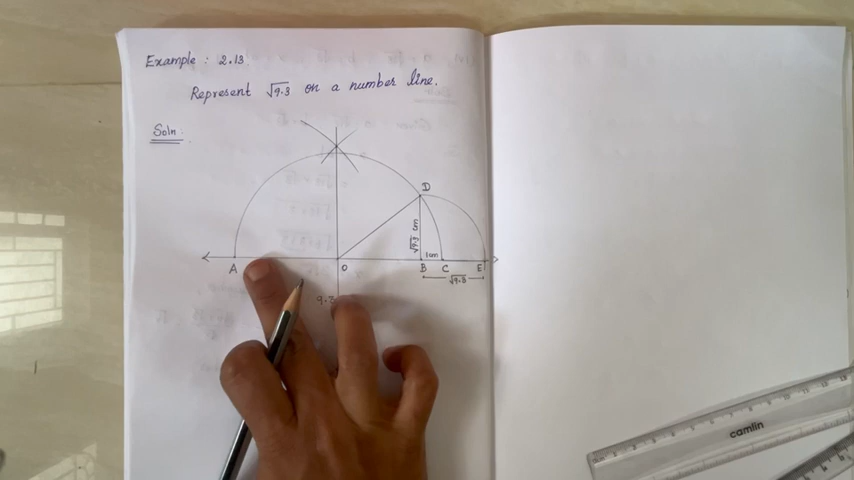 Example : 2.13.
Represent √9.3 on a number line.
Soln:
D
√9.3 cm
1cm
A
O
B
C
E
√9.3
camlin